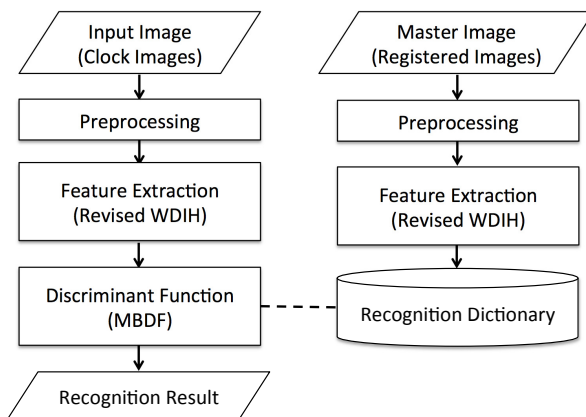 Input Image
(Clock Images)
Preprocessing
Feature Extraction
(Revised WDIH)
Discriminant Function
(MBDF)
Recognition Result
Master Image
(Registered Images)
Preprocessing
Feature Extraction
(Revised WDIH)
Recognition Dictionary